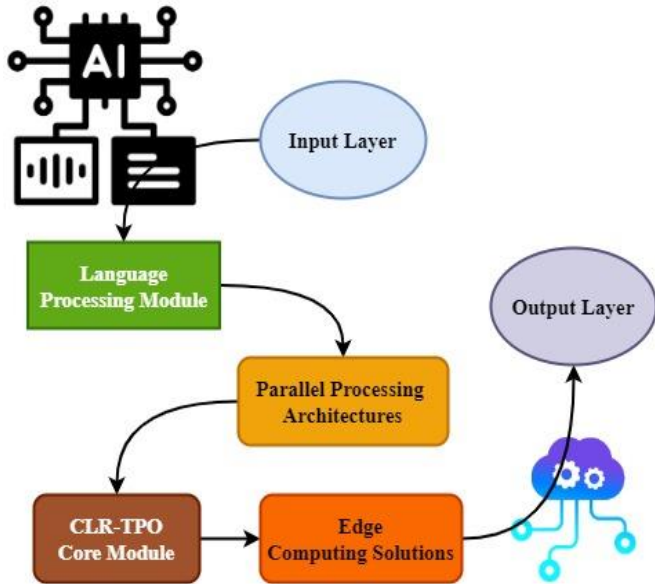 AI
Input Layer
Language
Processing Module
Output Layer
Parallel Processing
Architectures
CLR-TPO
Core Module
Edge
Computing Solutions